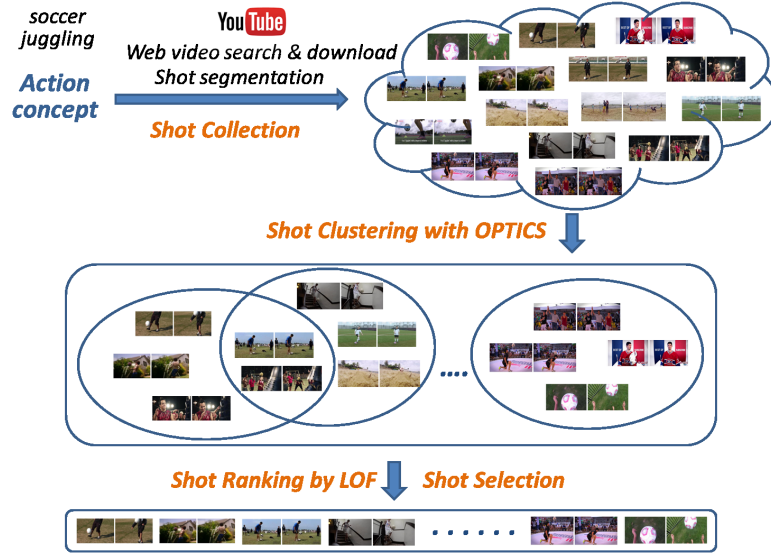 soccer
juggling
Action
concept
YouTube
Web video search & download
Shot segmentation
Shot Collection
Shot Clustering with OPTICS
....
Shot Ranking by LOF
Shot Selection
......